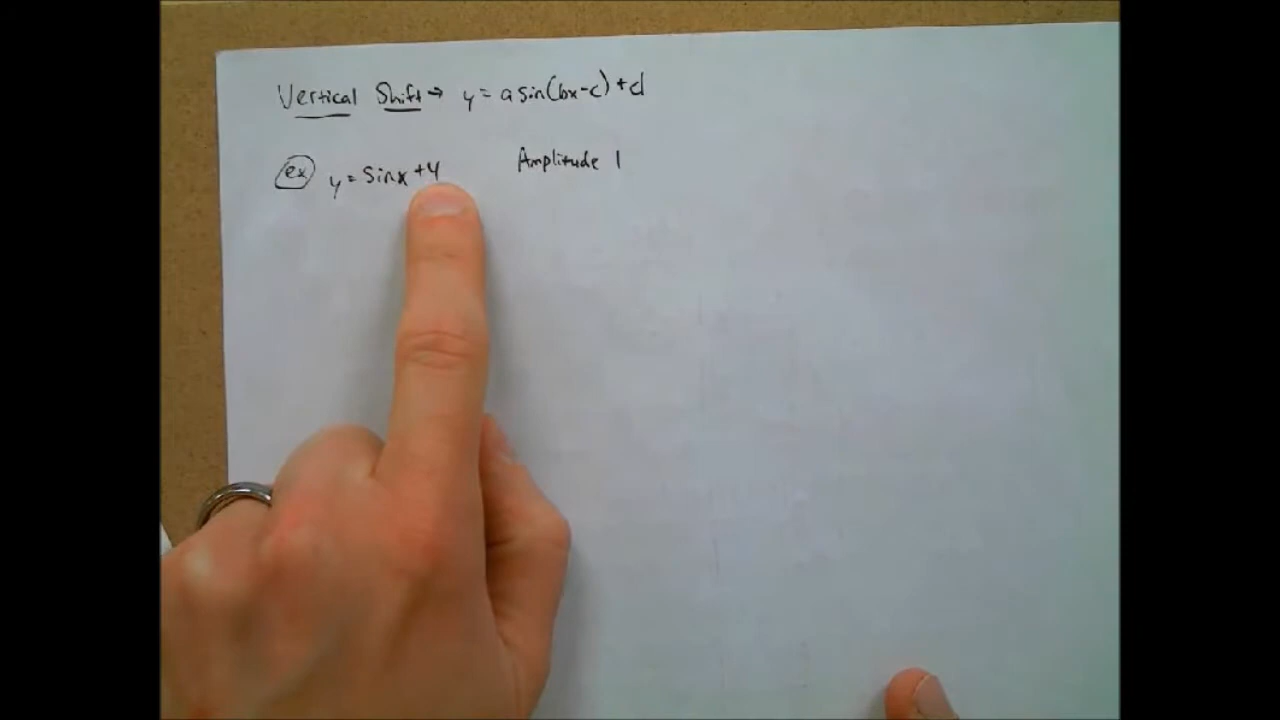 Vertical Shift → y = a sin(bx-c) + d
ex y = sin x + 4 Amplitude 1